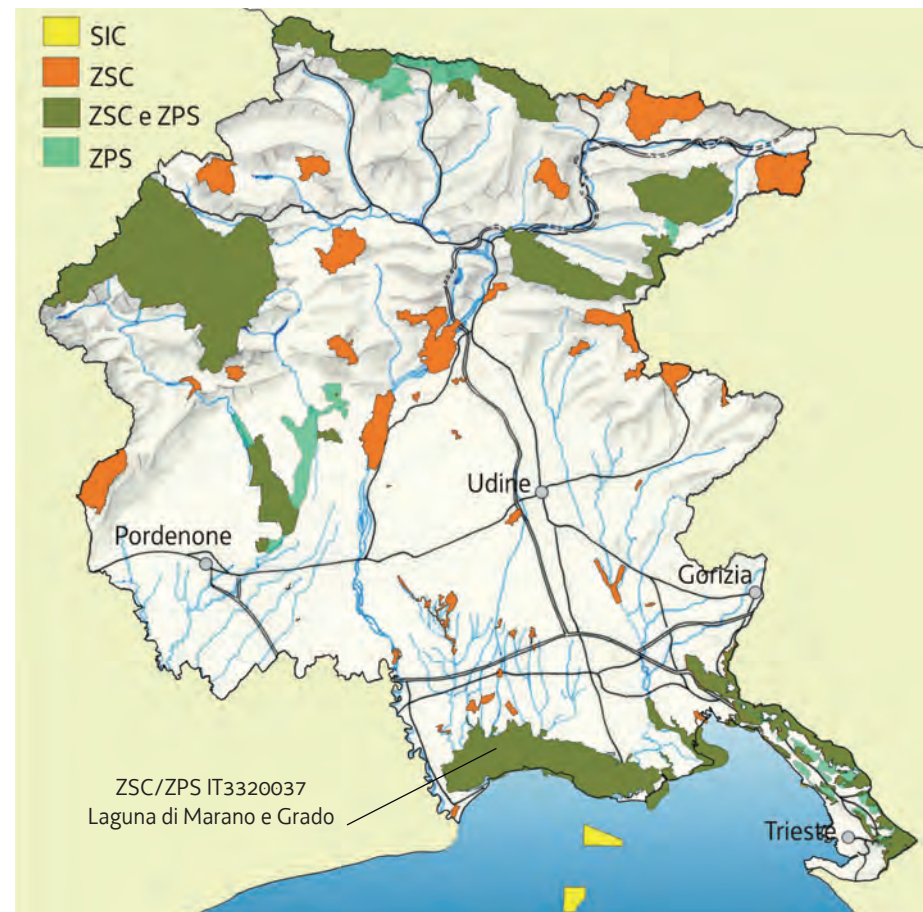 SIC
ZSC
ZSC e ZPS
ZPS
Udine
Pordenone
Gorizia
ZSC/ZPS IT3320037
Laguna di Marano e Grado
Trieste